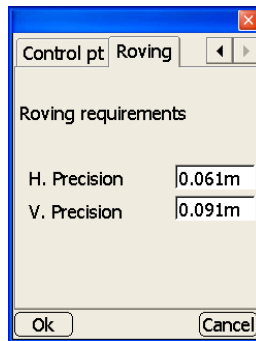 Control pt Roving
Roving requirements
H. Precision 0.061m
V. Precision 0.091m
Ok Cancel